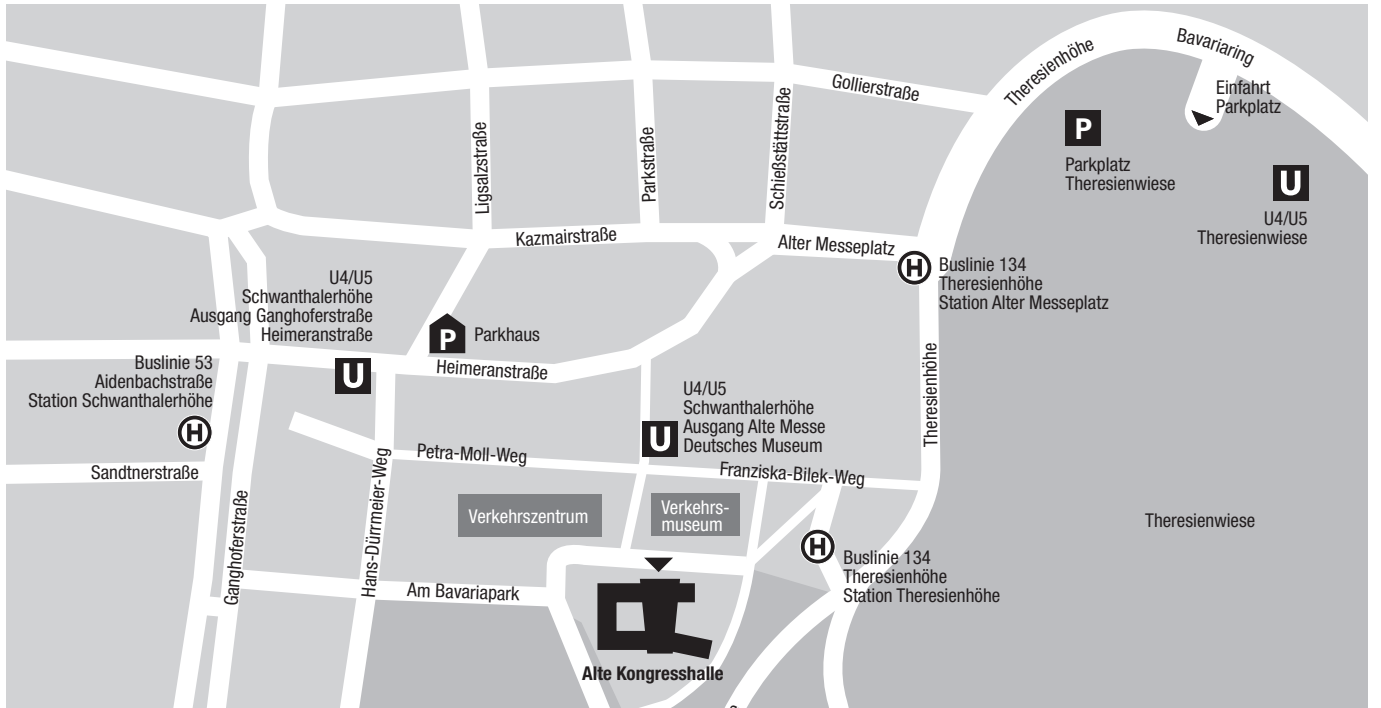 Bavariaring
Theresienhöhe
Einfahrt
Parkplatz
Gollierstraße
P
Parkplatz
Theresienwiese
U
U4/U5
Theresienwiese
Ligsalzstraße
Parkstraße
Schießstättstraße
Kazmairstraße
Alter Messeplatz
H
Buslinie 134
Theresienhöhe
Station Alter Messeplatz
U4/U5
Schwanthalerhöhe
Ausgang Ganghoferstraße
Heimeranstraße
P
Parkhaus
U
Heimeranstraße
Buslinie 53
Aidenbachstraße
Station Schwanthalerhöhe
H
U4/U5
Schwanthalerhöhe
Ausgang Alte Messe
Deutsches Museum
U
Theresienhöhe
Sandtnerstraße
Petra-Moll-Weg
Franziska-Bilek-Weg
Ganghoferstraße
Hans-Dürrmeier-Weg
Verkehrszentrum
Verkehrs-
museum
Theresienwiese
H
Buslinie 134
Theresienhöhe
Station Theresienhöhe
Am Bavariapark
Alte Kongresshalle